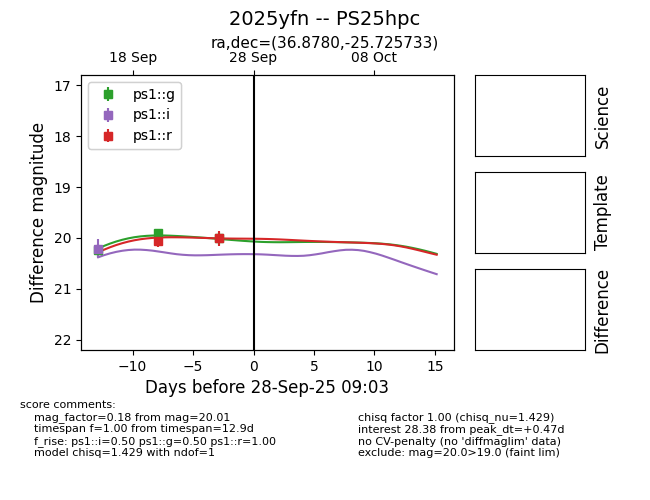 2025yfn -- PS25hpc
ra,dec=(36.8780,-25.725733)
18 Sep 28 Sep 08 Oct
17
18
19
20
21
22
Difference magnitude
ps1::g
ps1::i
ps1::r
−10 −5 0 5 10 15
Days before 28-Sep-25 09:03
Science
Template
Difference
score comments:
mag_factor=0.18 from mag=20.01
timespan f=1.00 from timespan=12.9d
f_rise: ps1::i=0.50 ps1::g=0.50 ps1::r=1.00
model chisq=1.429 with ndof=1
chisq factor 1.00 (chisq_nu=1.429)
interest 28.38 from peak_dt=+0.47d
no CV-penalty (no 'diffmaglim' data)
exclude: mag=20.0>19.0 (faint lim)